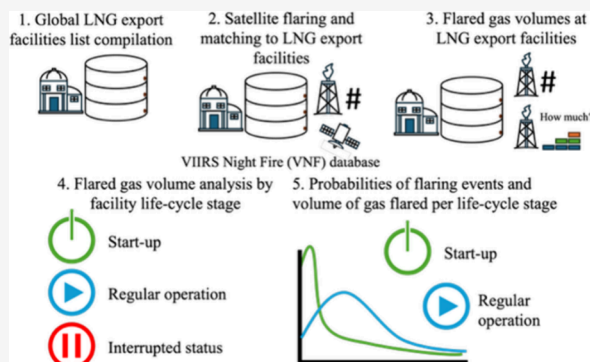 1. Global LNG export
facilities list compilation
2. Satellite flaring and
matching to LNG export
facilities
3. Flared gas volumes at
LNG export facilities
#
#
How much?
VIIRS Night Fire (VNF) database
4. Flared gas volume analysis by
facility life-cycle stage
5. Probabilities of flaring events and
volume of gas flared per life-cycle stage
Start-up
Regular operation
Interrupted status
Start-up
Regular
operation